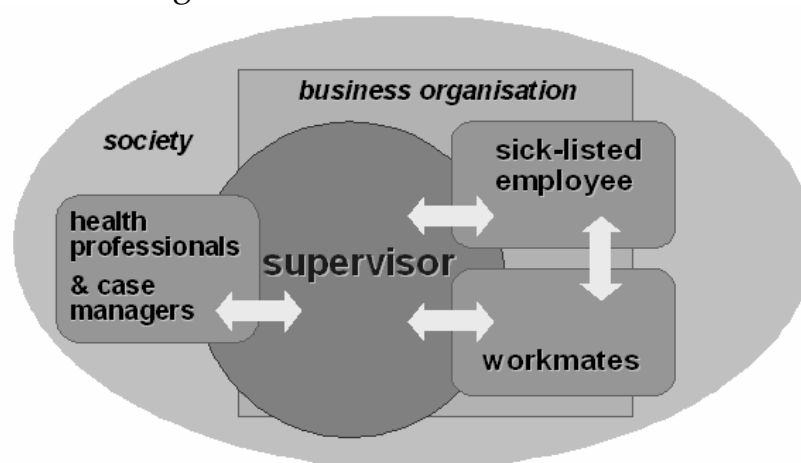 business organisation
society
sick-listed
employee
health
professionals
& case
managers
supervisor
workmates